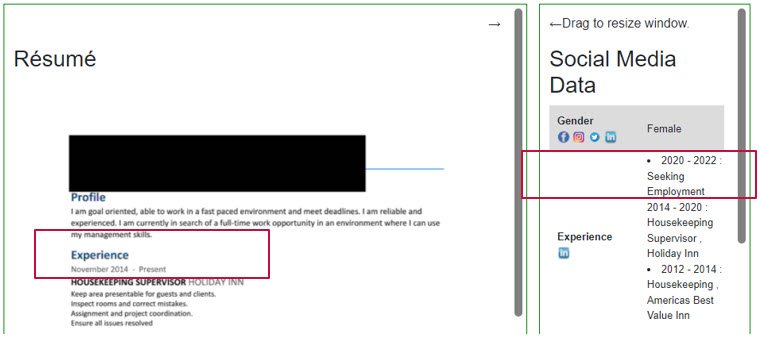 →
Résumé
Profile
I am goal oriented, able to work in a fast paced environment and meet deadlines. I am reliable and
experienced. I am currently in search of a full-time work opportunity in an environment where I can use
my management skills.
Experience
November 2014 - Present
HOUSEKEEPING SUPERVISOR HOLIDAY INN
Keep area presentable for guests and clients.
Inspect rooms and correct mistakes.
Assignment and project coordination.
Ensure all issues resolved
←Drag to resize window.
Social Media
Data
Gender
Female
Experience
• 2020 - 2022 :
Seeking
Employment
2014 - 2020 :
Housekeeping
Supervisor ,
Holiday Inn
• 2012 - 2014 :
Housekeeping ,
Americas Best
Value Inn